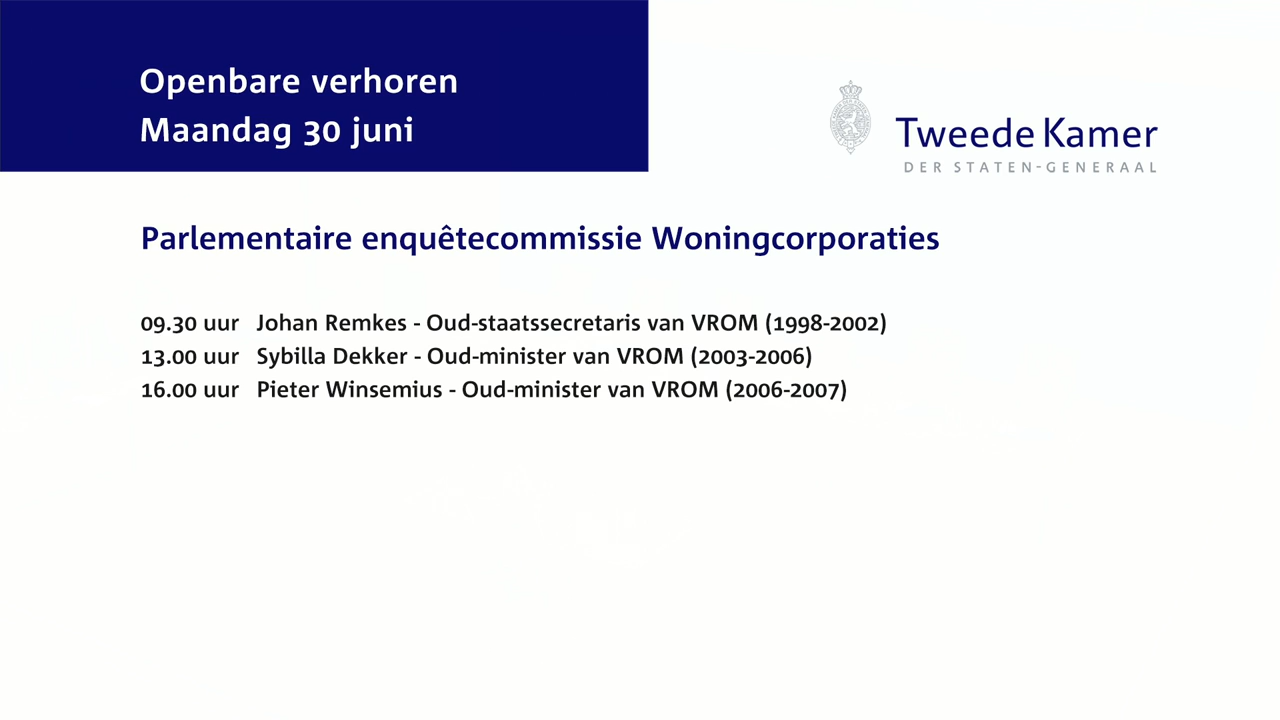 Openbare verhoren
Maandag 30 juni
Tweede Kamer
DER STATEN-GENERAAL
Parlementaire enquêtecommissie Woningcorporaties
09.30 uur Johan Remkes - Oud-staatssecretaris van VROM (1998-2002)
13.00 uur Sybilla Dekker - Oud-minister van VROM (2003-2006)
16.00 uur Pieter Winsemius - Oud-minister van VROM (2006-2007)